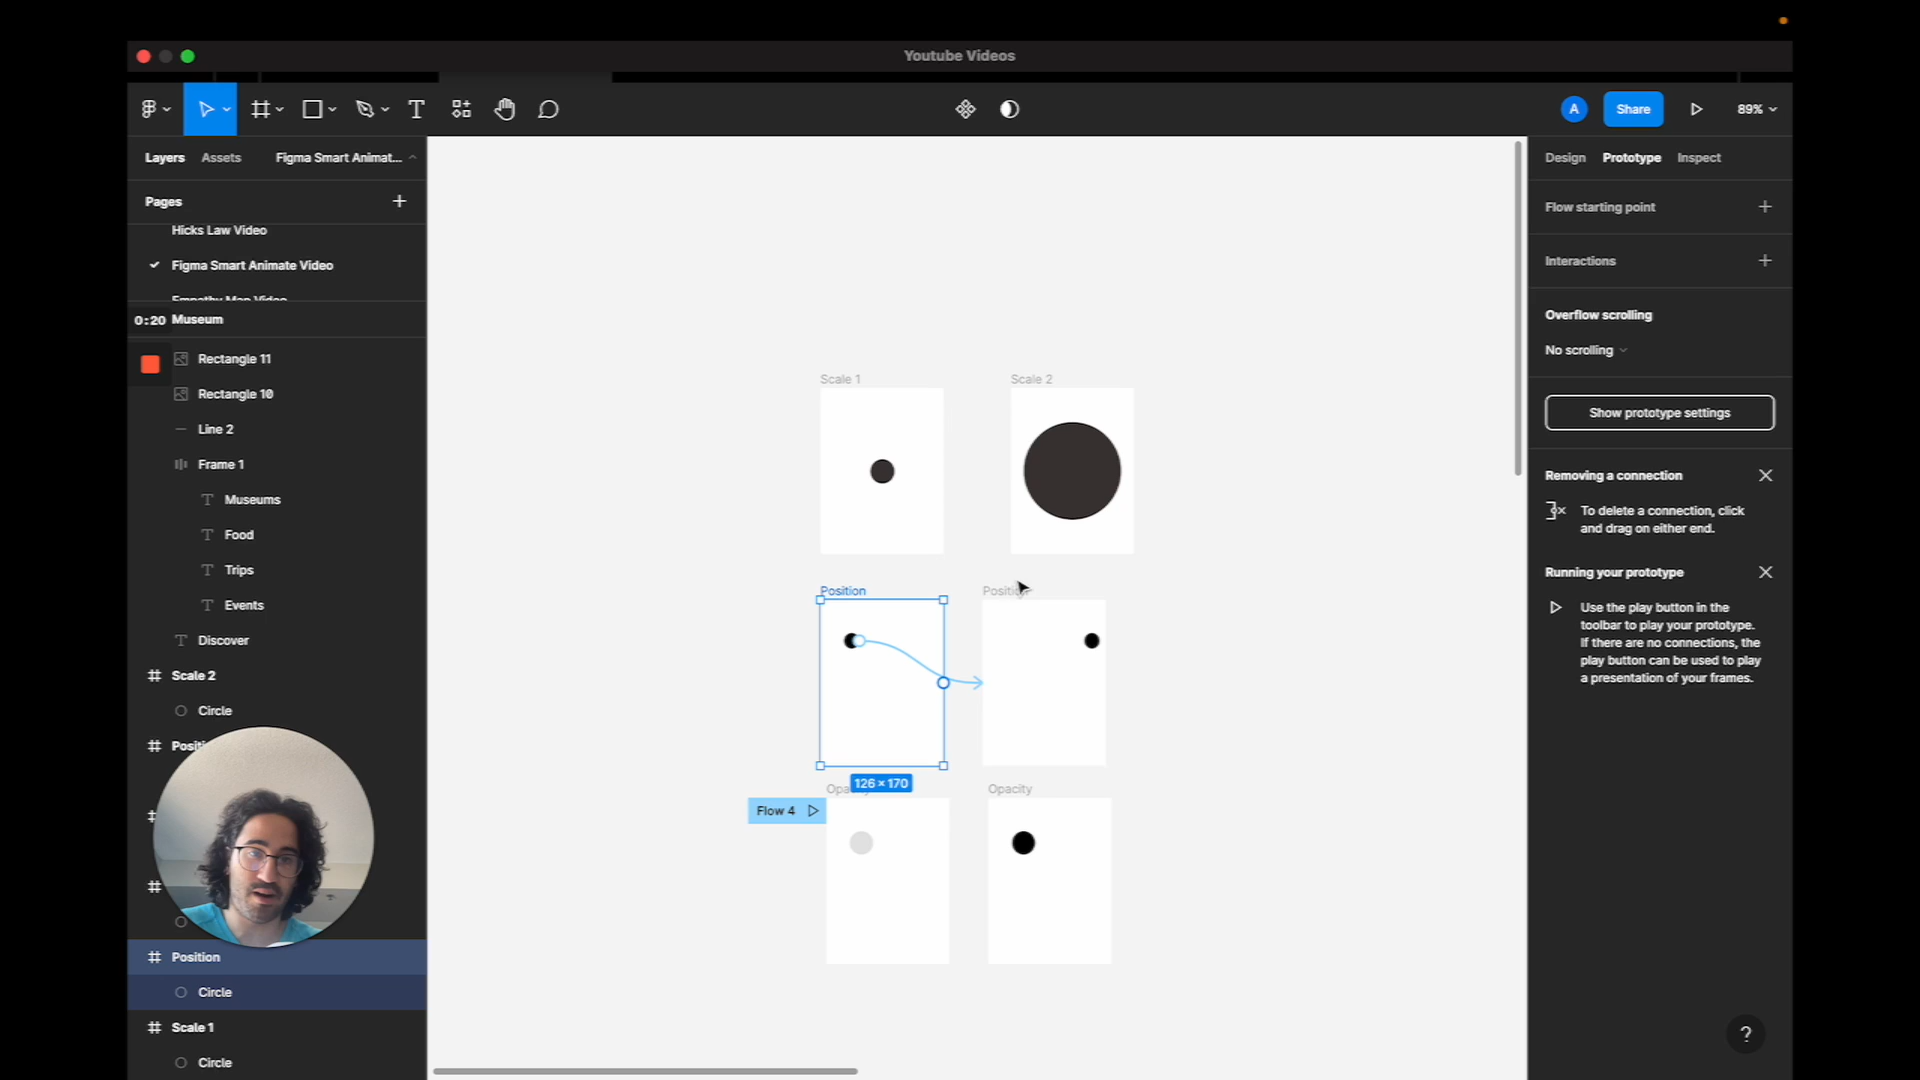 Youtube Videos
A
Share
89%
Layers
Assets
Figma Smart Animat...
Pages
Hicks Law Video
Figma Smart Animate Video
Empathy Map Video
0:20
Museum
Rectangle 11
Rectangle 10
Line 2
Frame 1
Museums
Food
Trips
Events
Discover
Scale 2
Circle
Position
Circle
Scale 1
Circle
Scale 1
Scale 2
Position
126 × 170
Flow 4
Opacity
Design
Prototype
Inspect
Flow starting point
Interactions
Overflow scrolling
No scrolling
Show prototype settings
Removing a connection
To delete a connection, click
and drag on either end.
Running your prototype
Use the play button in the
toolbar to play your prototype.
If there are no connections, the
play button can be used to play
a presentation of your frames.
?